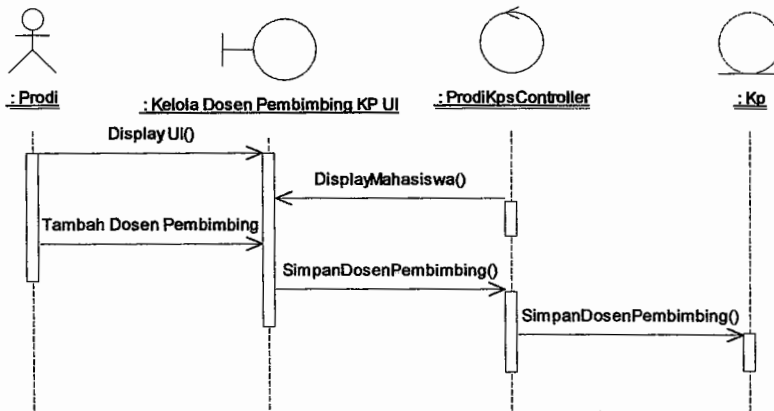 : Prodi
: Kelola Dosen Pembimbing KP UI
: ProdiKpsController
: Kp
Display UI()
DisplayMahasiswa()
Tambah Dosen Pembimbing
SimpanDosenPembimbing()
SimpanDosenPembimbing()